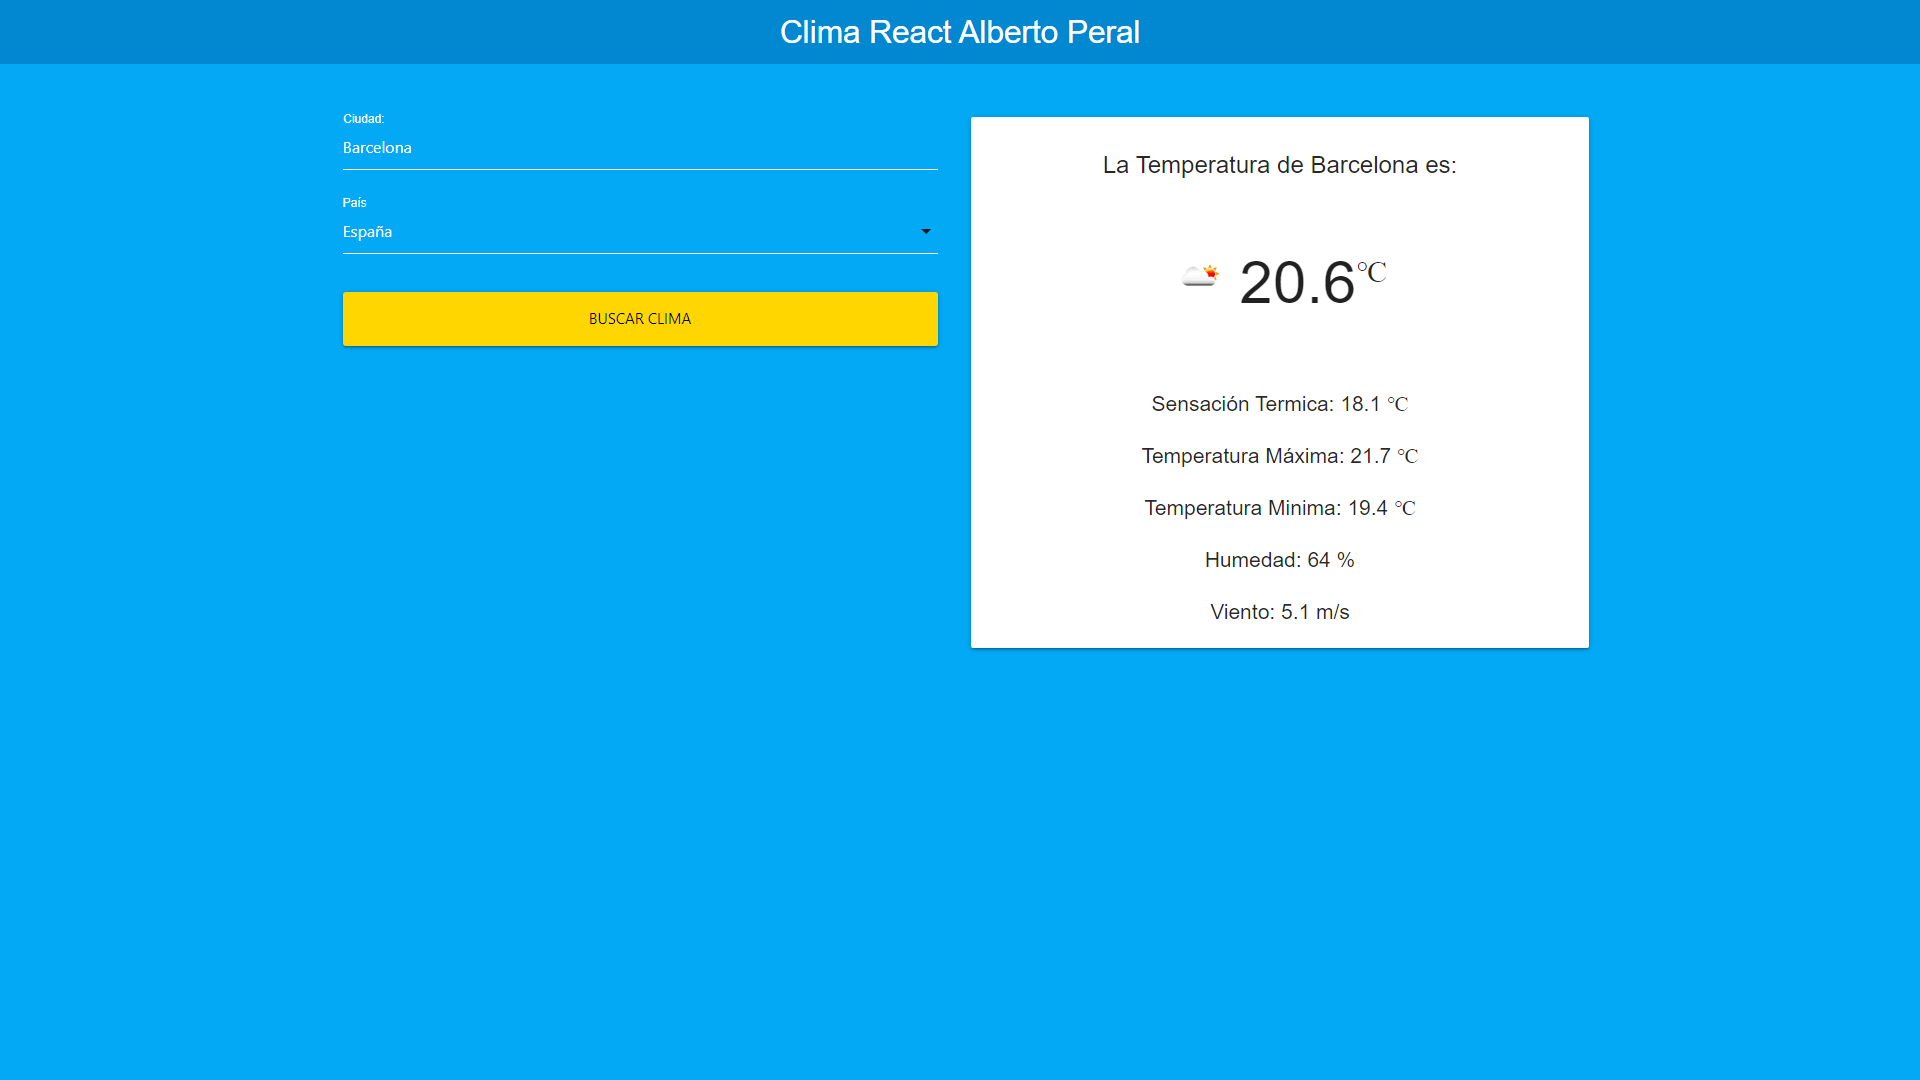 Clima React Alberto Peral
Ciudad:
Barcelona
País
España
BUSCAR CLIMA
La Temperatura de Barcelona es:
20.6℃
Sensación Termica: 18.1 ℃
Temperatura Máxima: 21.7 ℃
Temperatura Minima: 19.4 ℃
Humedad: 64 %
Viento: 5.1 m/s